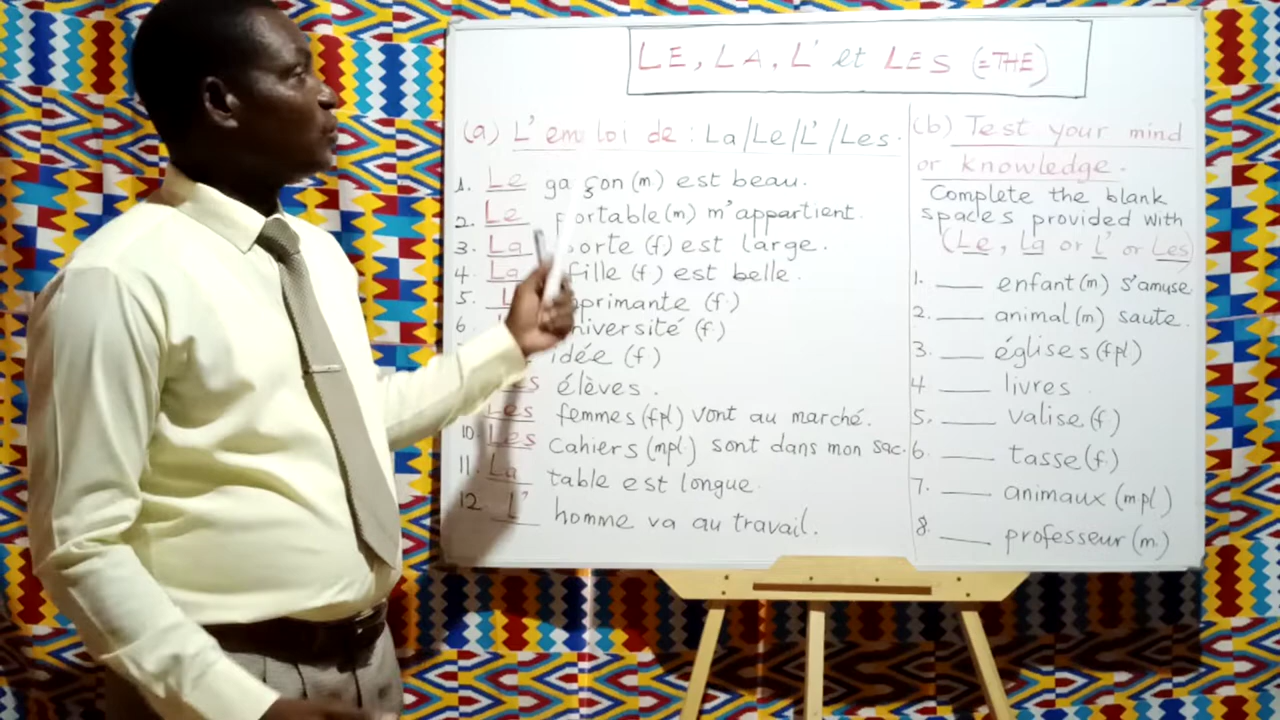 LE, LA, L' et LES (=THE)
(a) L'emploi de : La/Le/L'/Les.
1. Le garçon (m) est beau.
2. Le portable (m) m'appartient.
3. La porte (f) est large.
4. La fille (f) est belle.
5. L' imprimante (f)
6. université (f)
idée (f)
Les élèves.
Les femmes (fpl) vont au marché.
10. Les Cahiers (mpl) sont dans mon sac.
11. La table est longue.
12 L' homme va au travail.
(b) Test your mind
or knowledge.
Complete the blank
spaces provided with
(Le, La or L' or Les)
1. ___ enfant (m) s'amuse.
2. ___ animal (m) saute.
3. ___ églises (fpl)
4 ___ livres
5. ___ valise (f)
6. ___ tasse (f)
7. ___ animaux (mpl)
8. ___ professeur (m)